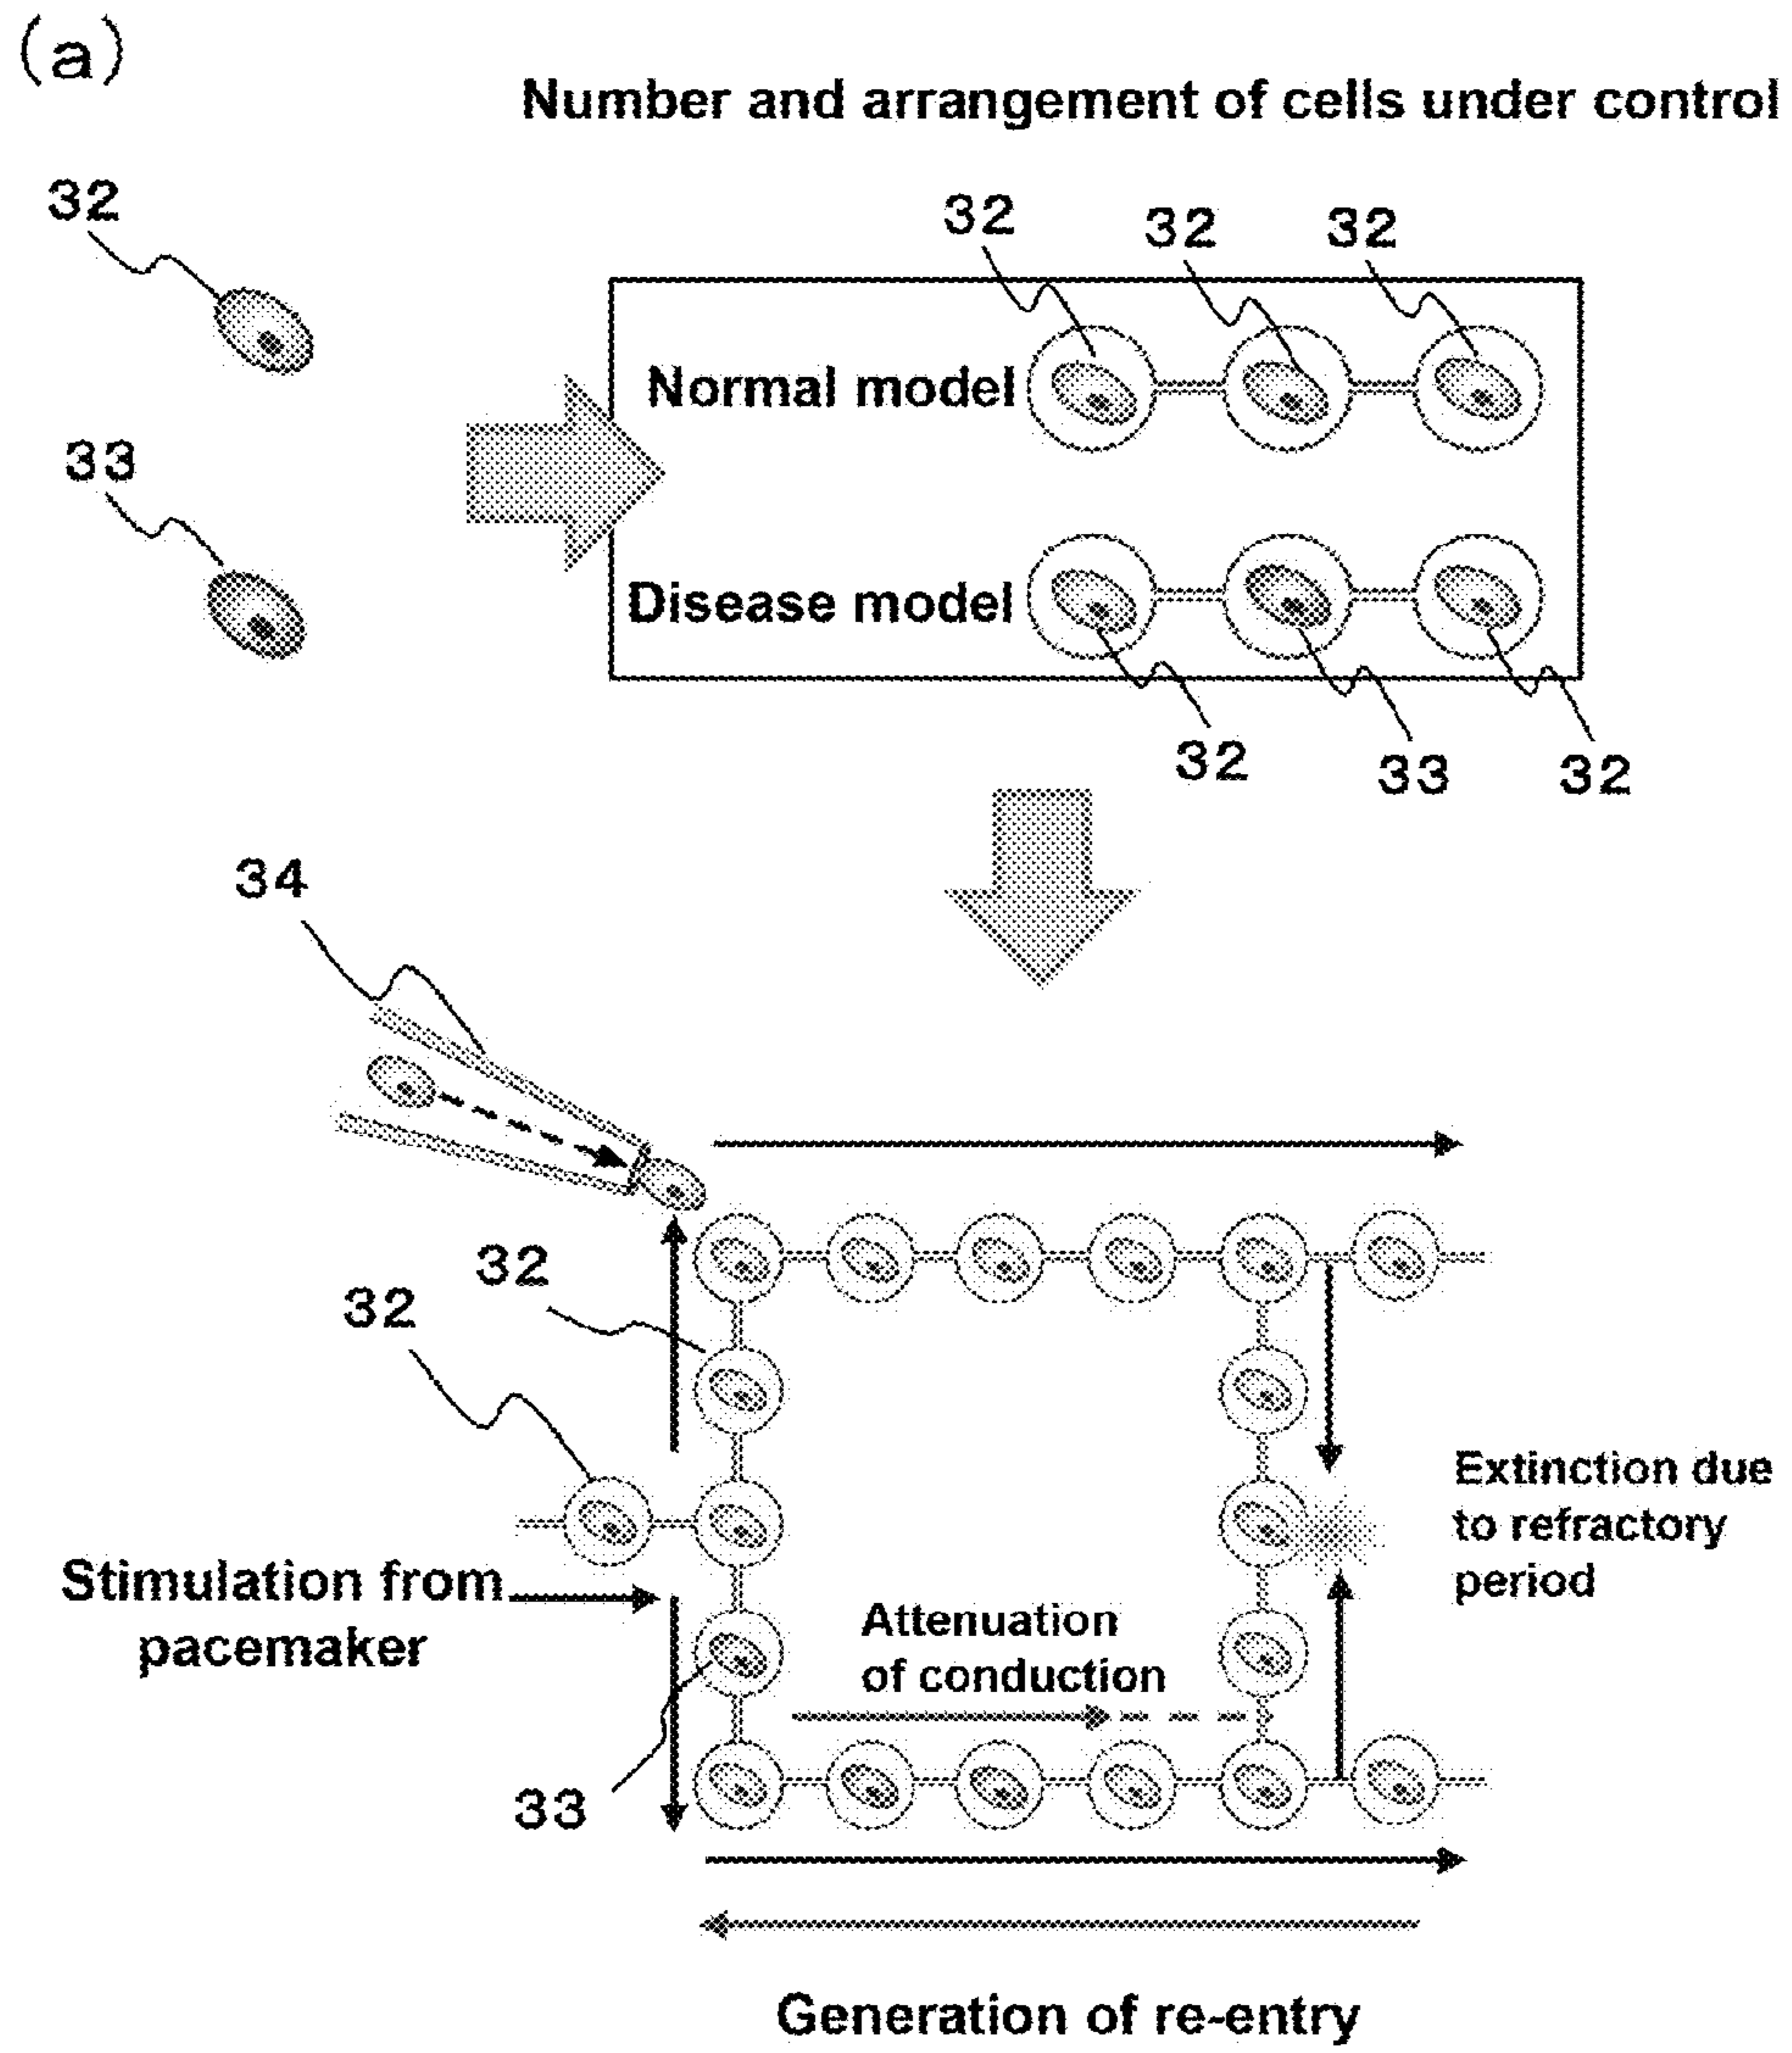 (a)
Number and arrangement of cells under control
32
32
32
32
33
Normal model
Disease model
32
33
32
34
32
32
Extinction due
to refractory
period
Stimulation from
pacemaker
Attenuation
of conduction
33
Generation of re-entry